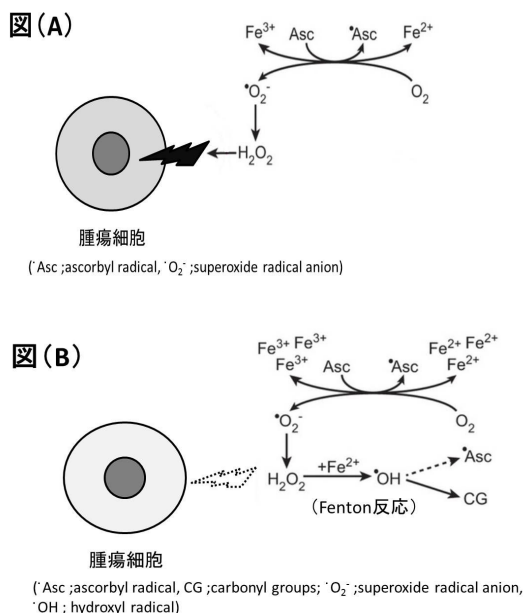 図(A)
Fe³⁺ Asc •Asc Fe²⁺
•O₂⁻ O₂
H₂O₂
腫瘍細胞
(•Asc ;ascorbyl radical, •O₂⁻ ;superoxide radical anion)
図(B)
Fe³⁺ Fe³⁺ Fe²⁺ Fe²⁺
Fe³⁺ Asc •Asc Fe²⁺
•O₂⁻ O₂
•Asc
H₂O₂ +Fe²⁺ •OH
CG
(Fenton反応)
腫瘍細胞
(•Asc ;ascorbyl radical, CG ;carbonyl groups; •O₂⁻ ;superoxide radical anion,
•OH ; hydroxyl radical)